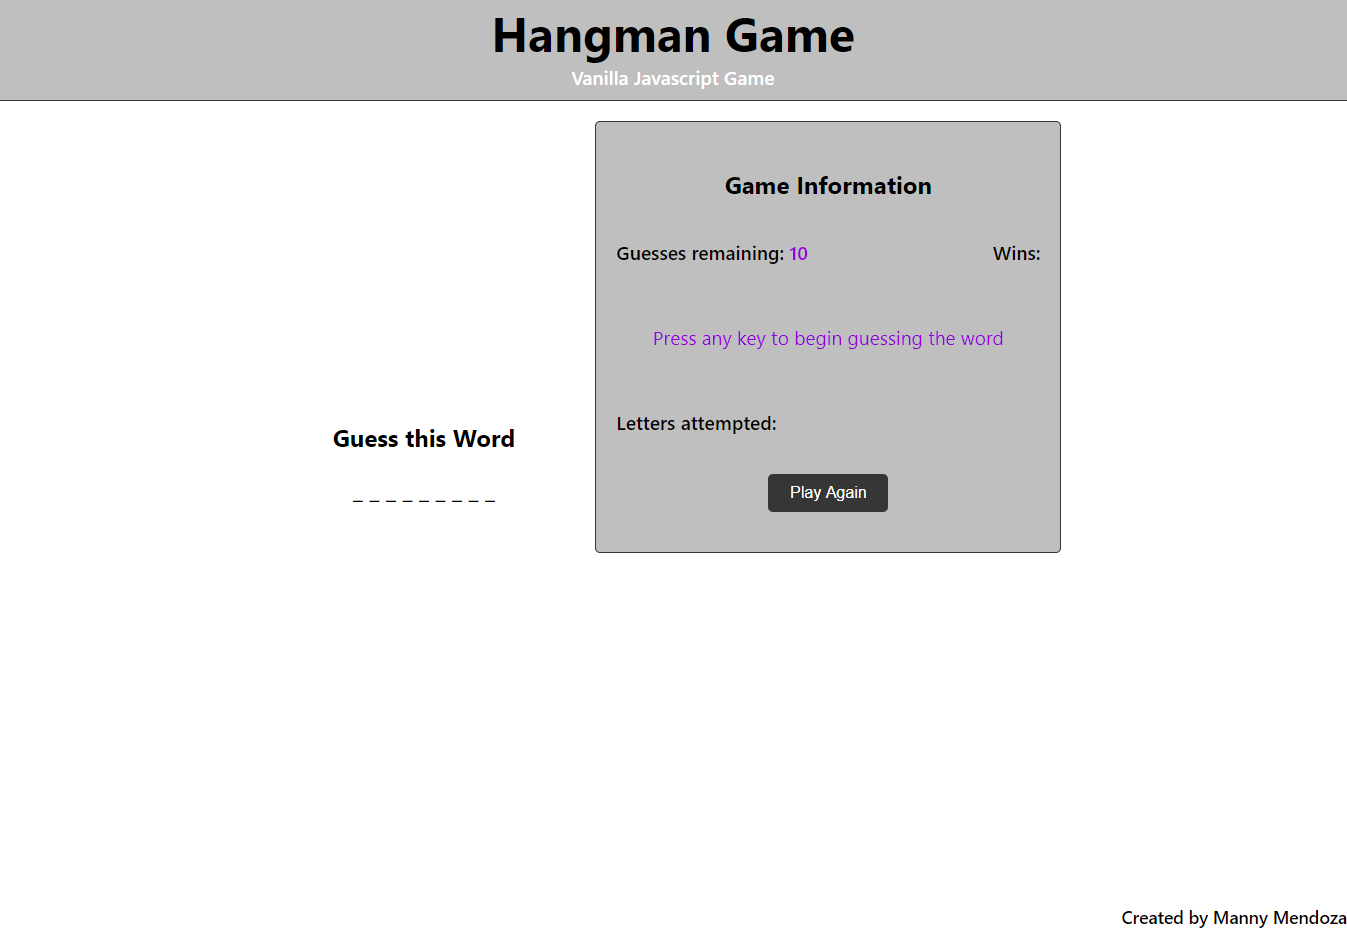 Hangman Game
Vanilla Javascript Game
Game Information
Guesses remaining: 10 Wins:
Press any key to begin guessing the word
Letters attempted:
Play Again
Guess this Word
_ _ _ _ _ _ _ _ _
Created by Manny Mendoza